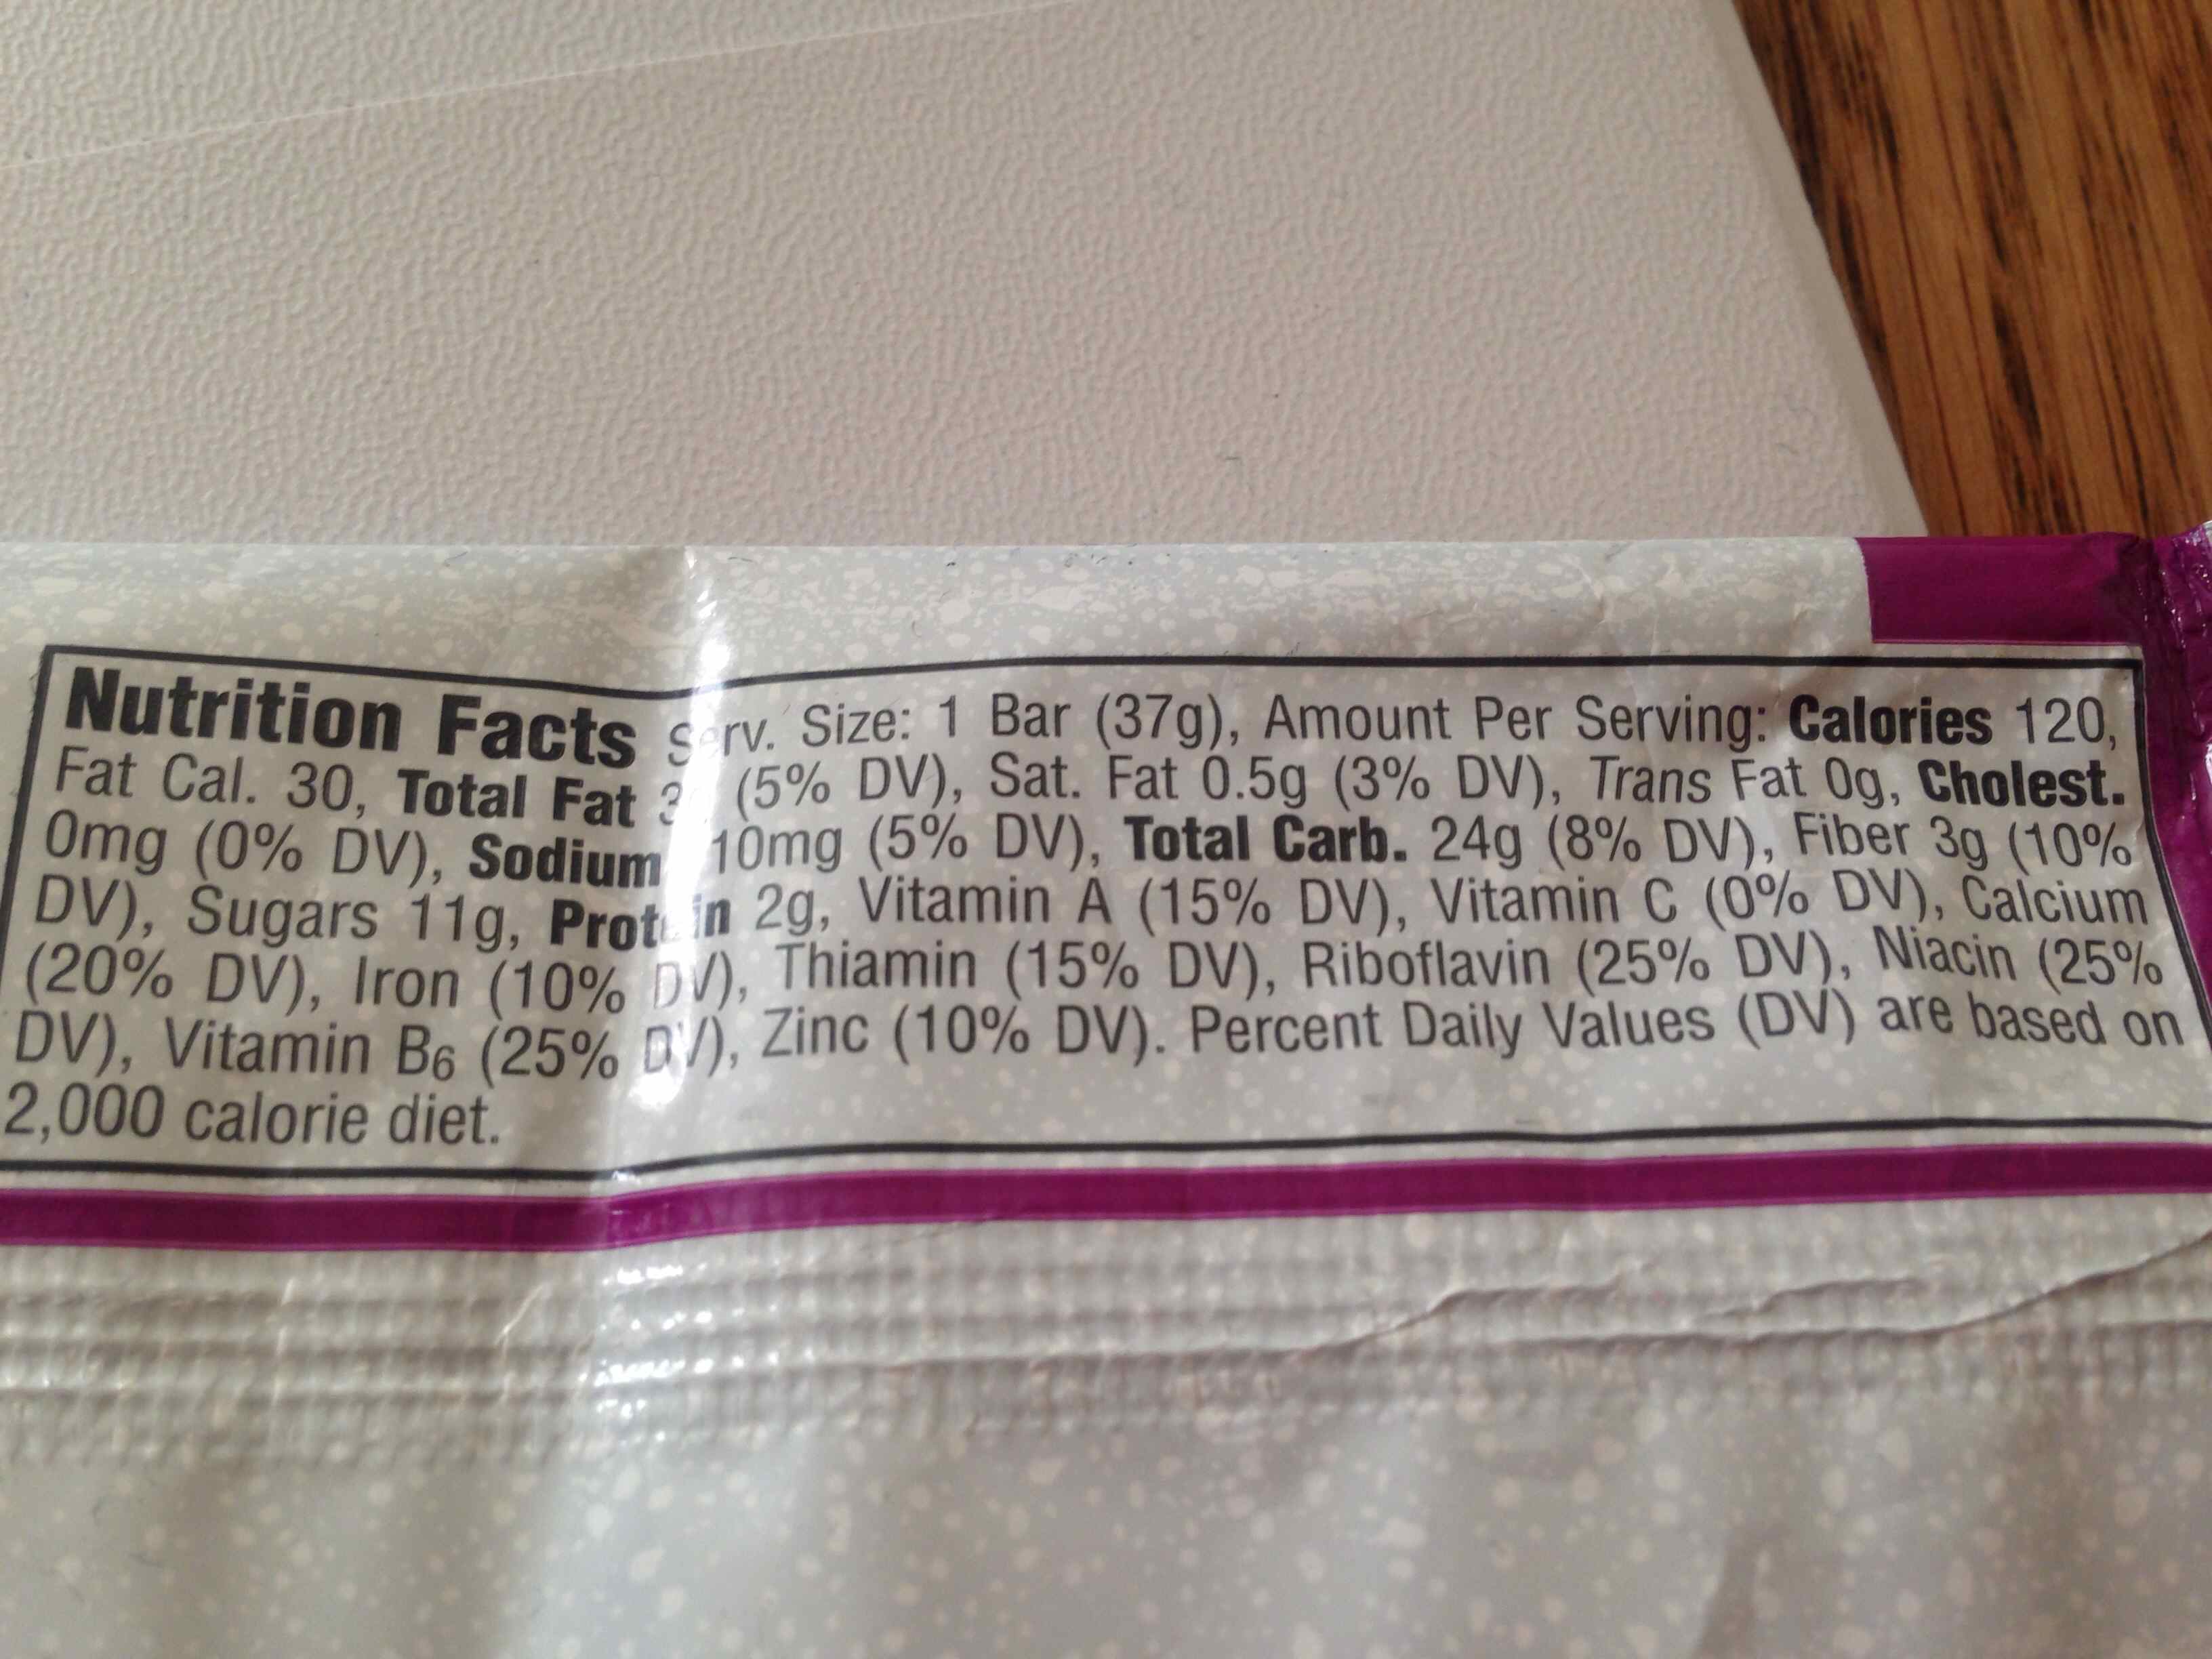 Nutrition Facts Serv. Size: 1 Bar (37g), Amount Per Serving: Calories 120,
Fat Cal. 30, Total Fat (5% DV), Sat. Fat 0.5g (3% DV), Trans Fat 0g, Cholest.
0mg (0% DV), Sodium (5% DV), Total Carb. 24g (8% DV), Fiber 3g (10%
DV), Sugars 11g, Protein 2g, Vitamin A (15% DV), Vitamin C (0% DV), Calcium
(20% DV), Iron (10% DV), Thiamin (15% DV), Riboflavin (25% DV), Niacin (25%
DV), Vitamin B6 (25% DV), Zinc (10% DV). Percent Daily Values (DV) are based on
2,000 calorie diet.